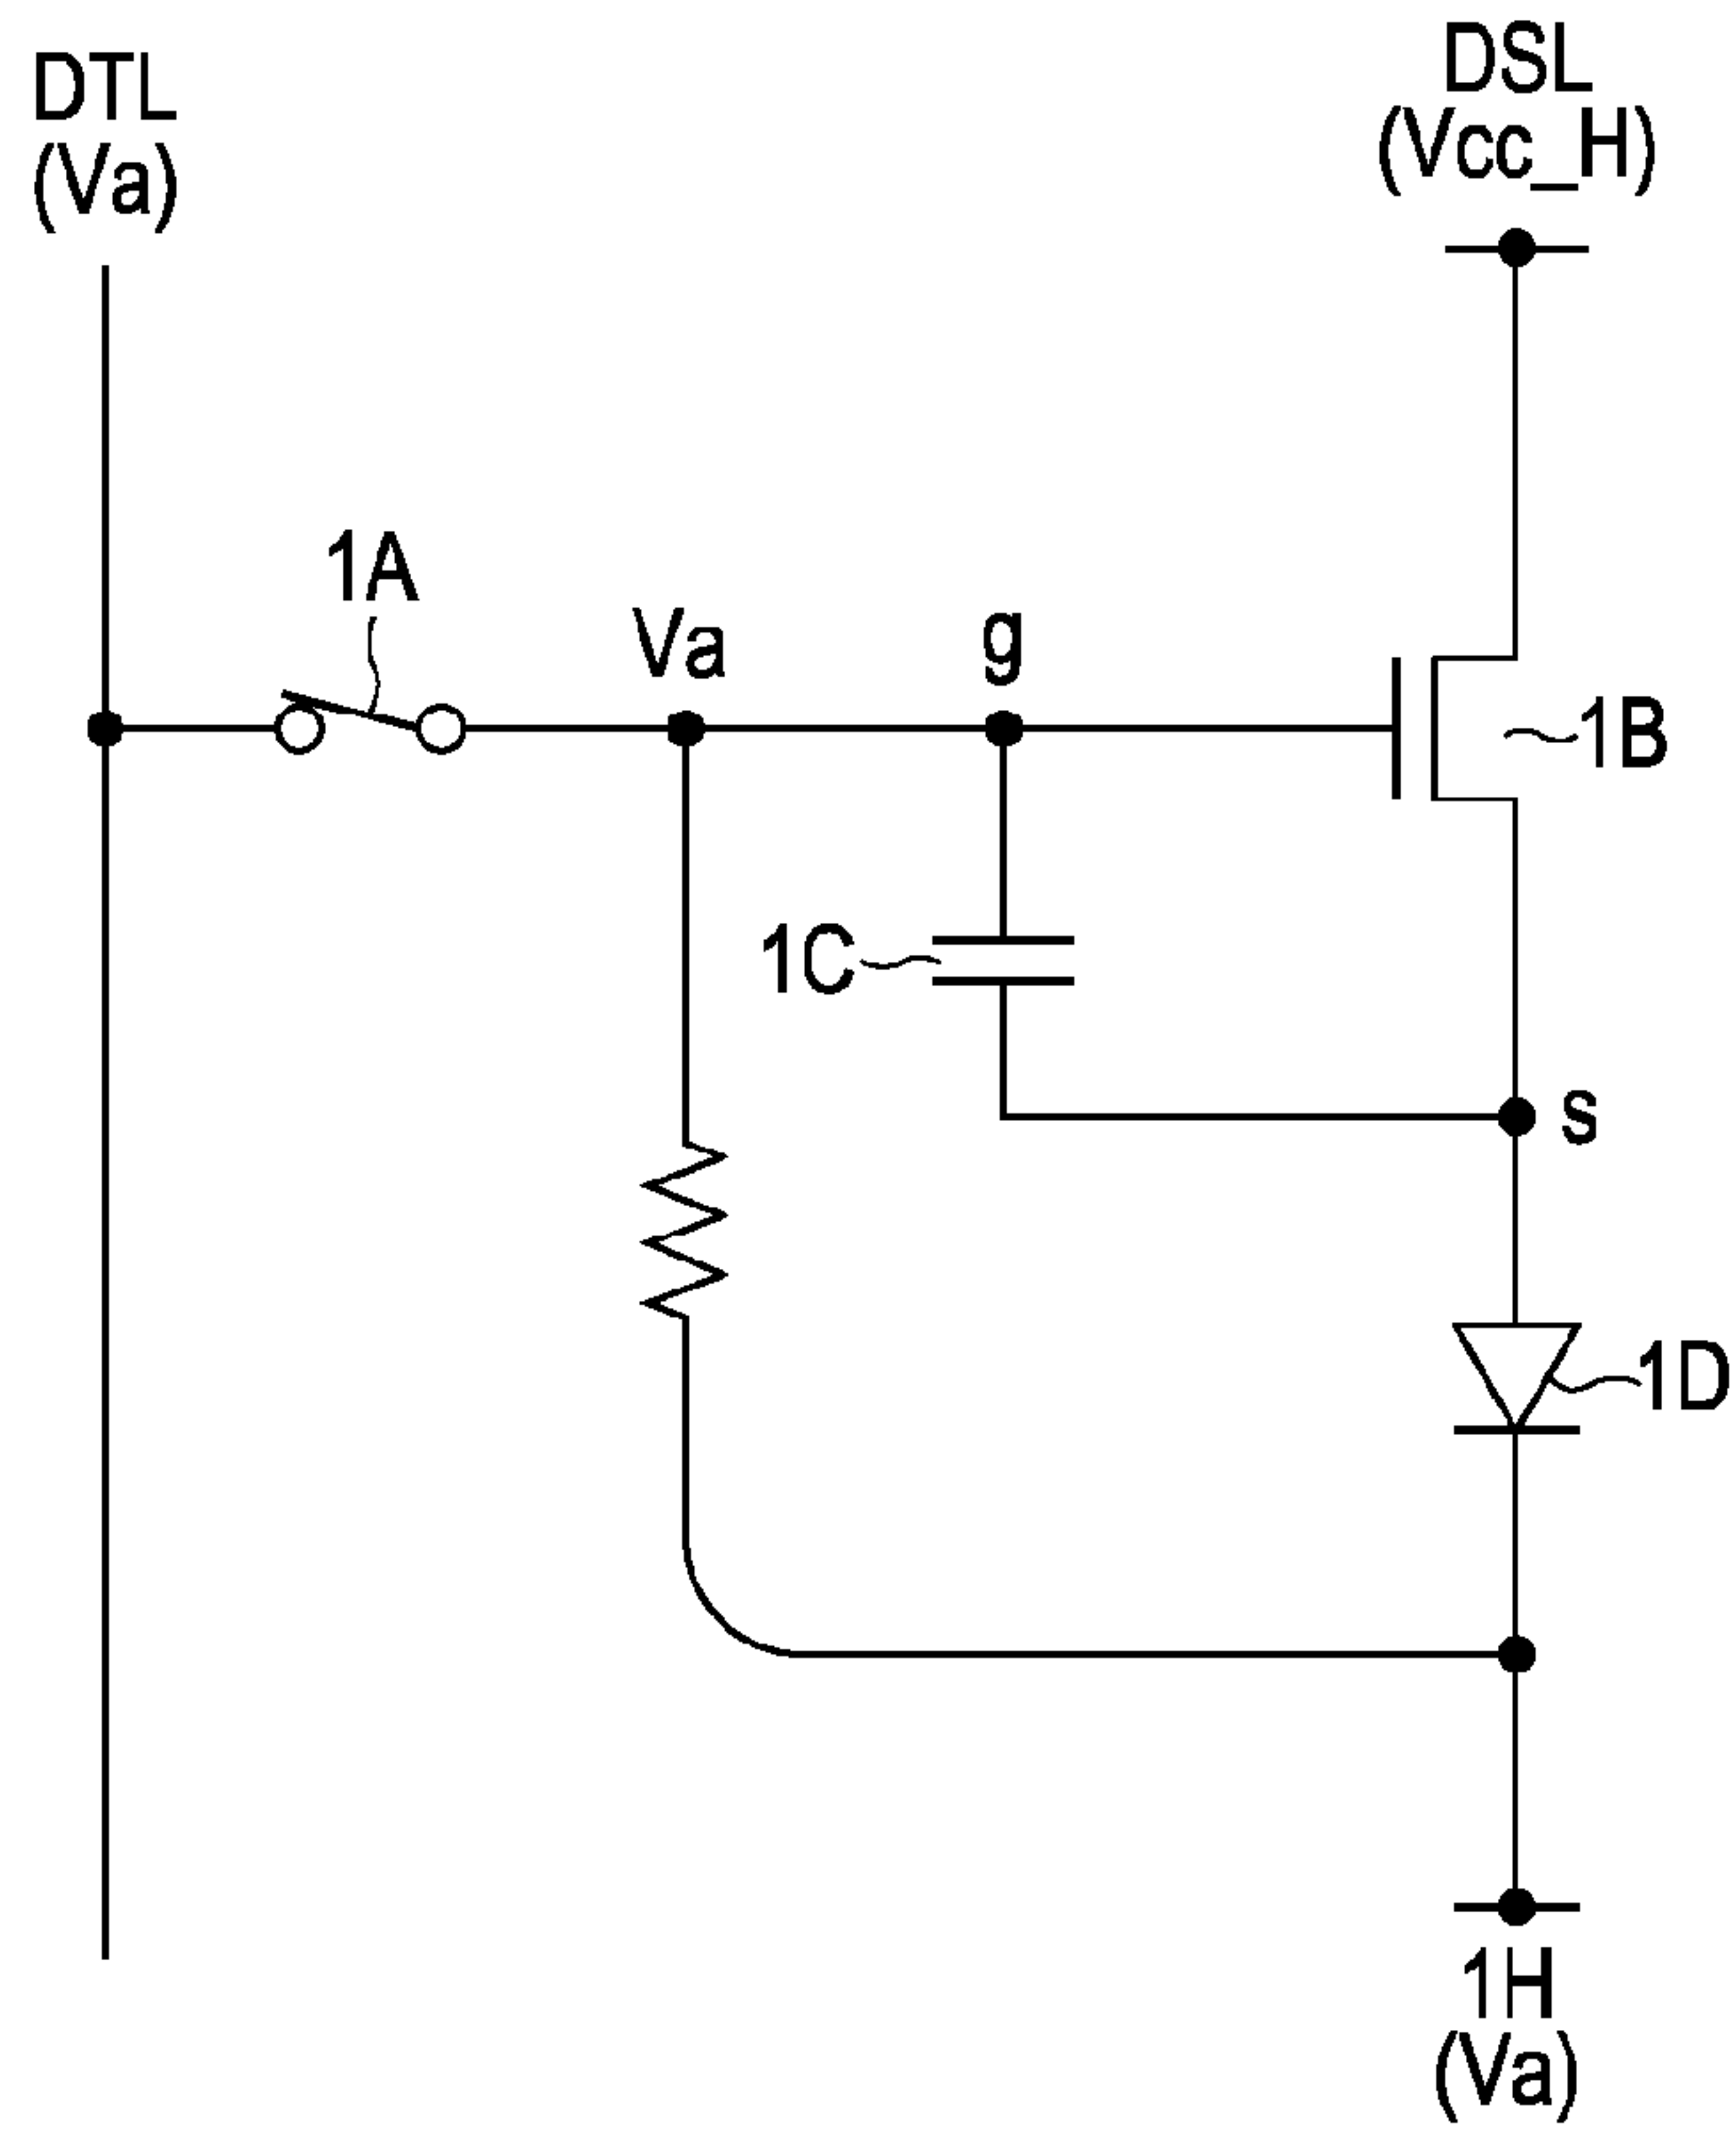 DTL
(Va)
DSL
(Vcc_H)
1A
Va
g
1B
1C
s
1D
1H
(Va)